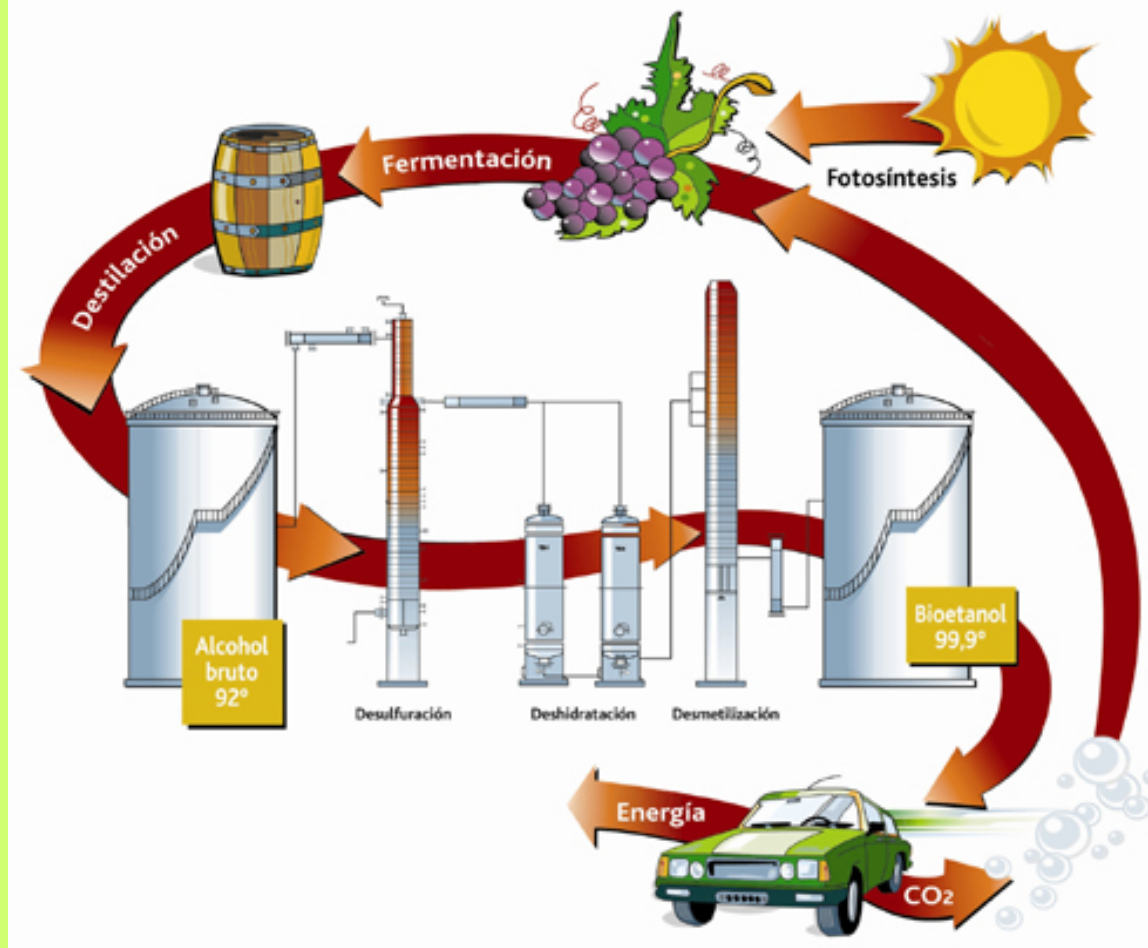 Fotosíntesis
Fermentación
Destilación
Alcohol
bruto
92º
Desulfuración
Deshidratación
Desmetilización
Bioetanol
99,9º
Energía
CO2